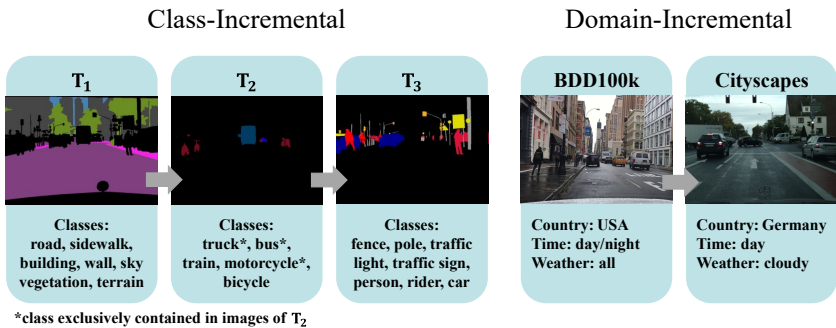 Class-Incremental
Domain-Incremental
T₁
T₂
T₃
BDD100k
Cityscapes
Classes:
road, sidewalk,
building, wall, sky
vegetation, terrain
Classes:
truck*, bus*,
train, motorcycle*,
bicycle
Classes:
fence, pole, traffic
light, traffic sign,
person, rider, car
Country: USA
Time: day/night
Weather: all
Country: Germany
Time: day
Weather: cloudy
*class exclusively contained in images of T₂